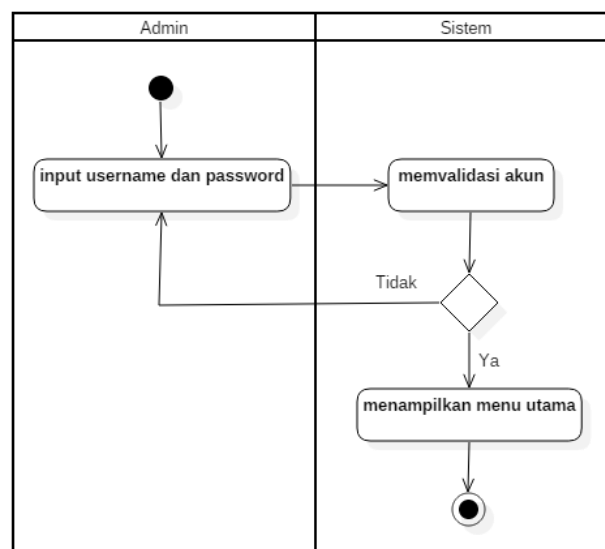 Admin
Sistem
input username dan password
memvalidasi akun
Tidak
Ya
menampilkan menu utama